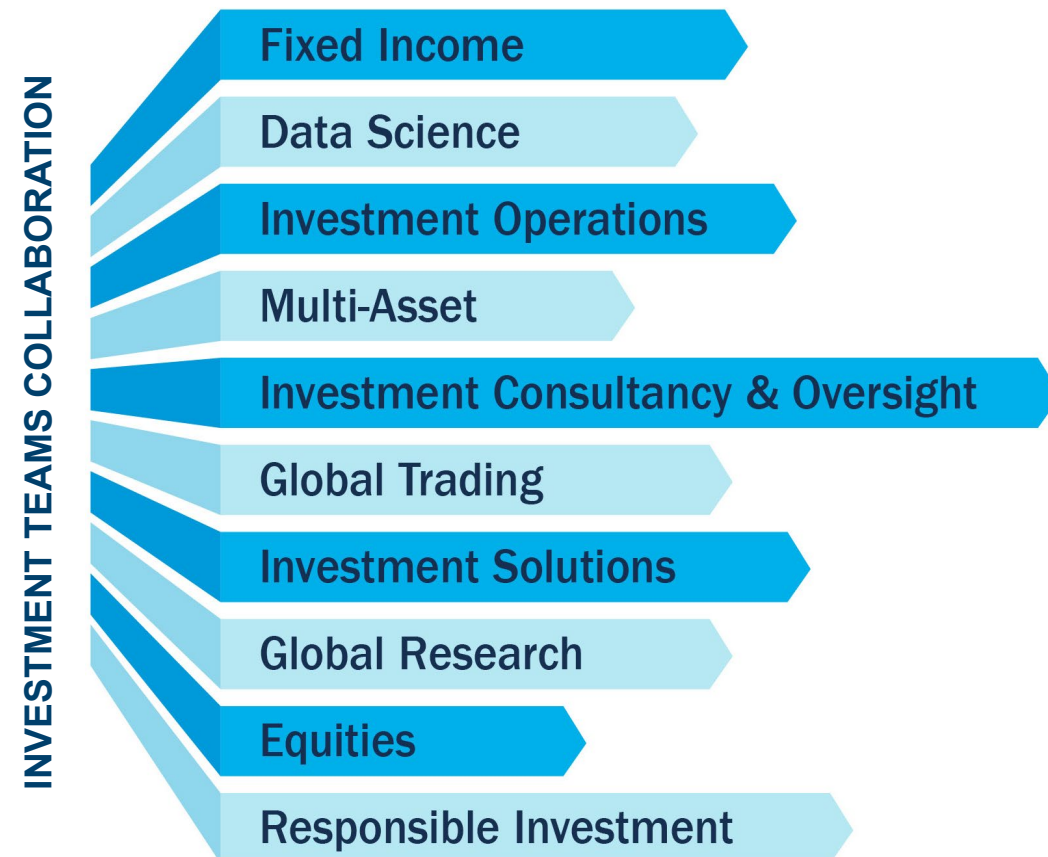 INVESTMENT TEAMS COLLABORATION
Fixed Income
Data Science
Investment Operations
Multi-Asset
Investment Consultancy & Oversight
Global Trading
Investment Solutions
Global Research
Equities
Responsible Investment